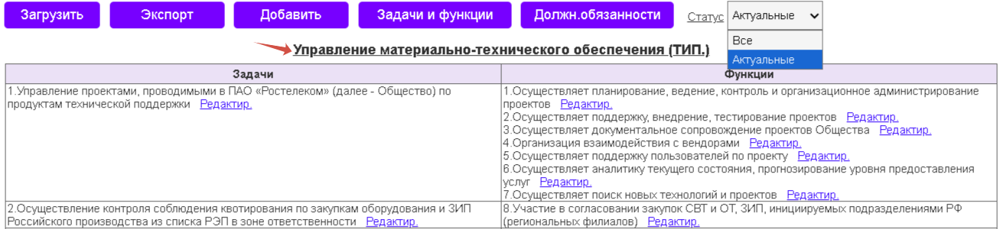 Загрузить Экспорт Добавить Задачи и функции Должн.обязанности Статус Актуальные
Все
Актуальные
Управление материально-технического обеспечения (ТИП.)
Задачи
Функции
1.Управление проектами, проводимыми в ПАО «Ростелеком» (далее - Общество) по
продуктам технической поддержки Редактир.
1.Осуществляет планирование, ведение, контроль и организационное администрирование
проектов Редактир.
2.Осуществляет поддержку, внедрение, тестирование проектов Редактир.
3.Осуществляет документальное сопровождение проектов Общества Редактир.
4.Организация взаимодействия с вендорами Редактир.
5.Осуществляет поддержку пользователей по проекту Редактир.
6.Осуществляет аналитику текущего состояния, прогнозирование уровня предоставления
услуг Редактир.
7.Осуществляет поиск новых технологий и проектов Редактир.
2.Осуществление контроля соблюдения квотирования по закупкам оборудования и ЗИП
Российского производства из списка РЭП в зоне ответственности Редактир.
8.Участие в согласовании закупок СВТ и ОТ, ЗИП, инициируемых подразделениями РФ
(региональных филиалов) Редактир.